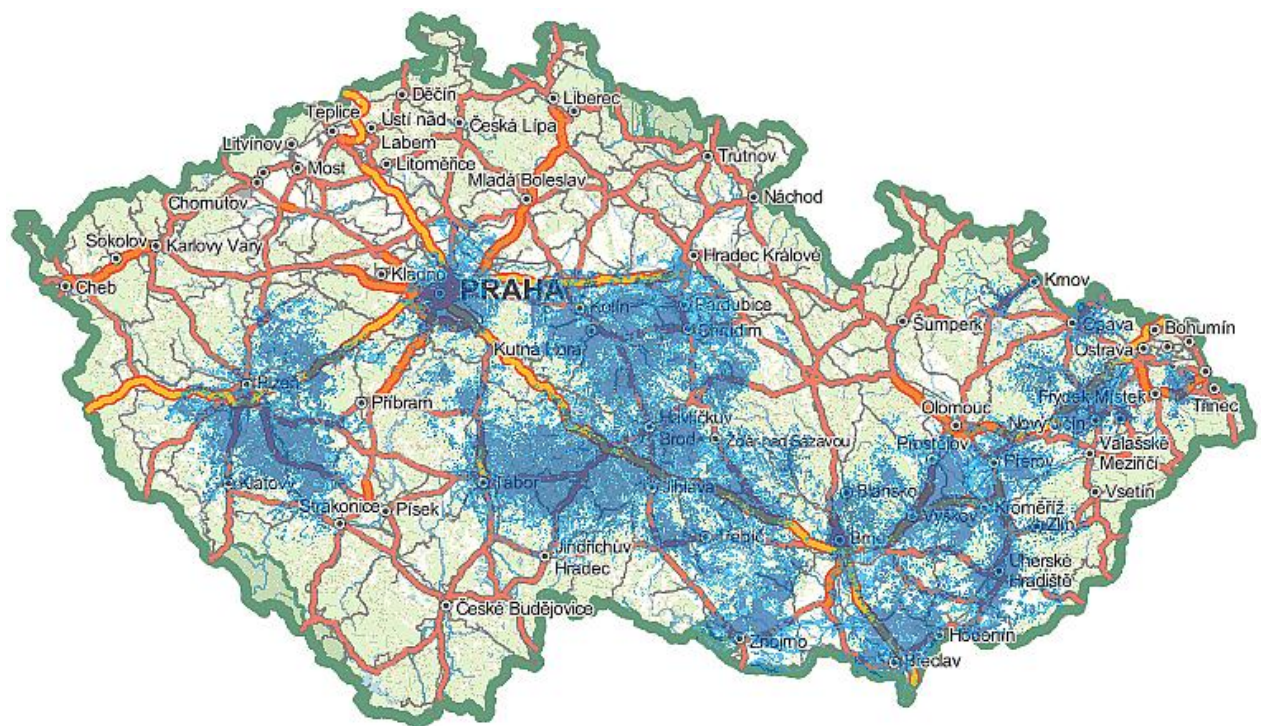 Děčín
Liberec
Teplice
Ústí nad
Labem
Česká Lípa
Litvínov
Litoměřice
Trutnov
Most
Mladá Boleslav
Náchod
Chomutov
Sokolov
Karlovy Vary
Hradec Králové
Kladno
Cheb
PRAHA
Krnov
Kolín
Pardubice
Chrudim
Šumperk
Opava
Bohumín
Ostrava
Kutná Hora
Plzeň
Frýdek Místek
Třinec
Příbram
Havlíčkův
Brod
Olomouc
Nový Jičín
Žďár nad Sázavou
Prostějov
Valašské
Meziříčí
Přerov
Klatovy
Tábor
Jihlava
Blansko
Vsetín
Strakonice
Písek
Kroměříž
Vyškov
Zlín
Třebíč
Brno
Jindřichův
Hradec
Uherské
Hradiště
České Budějovice
Znojmo
Hodonín
Břeclav